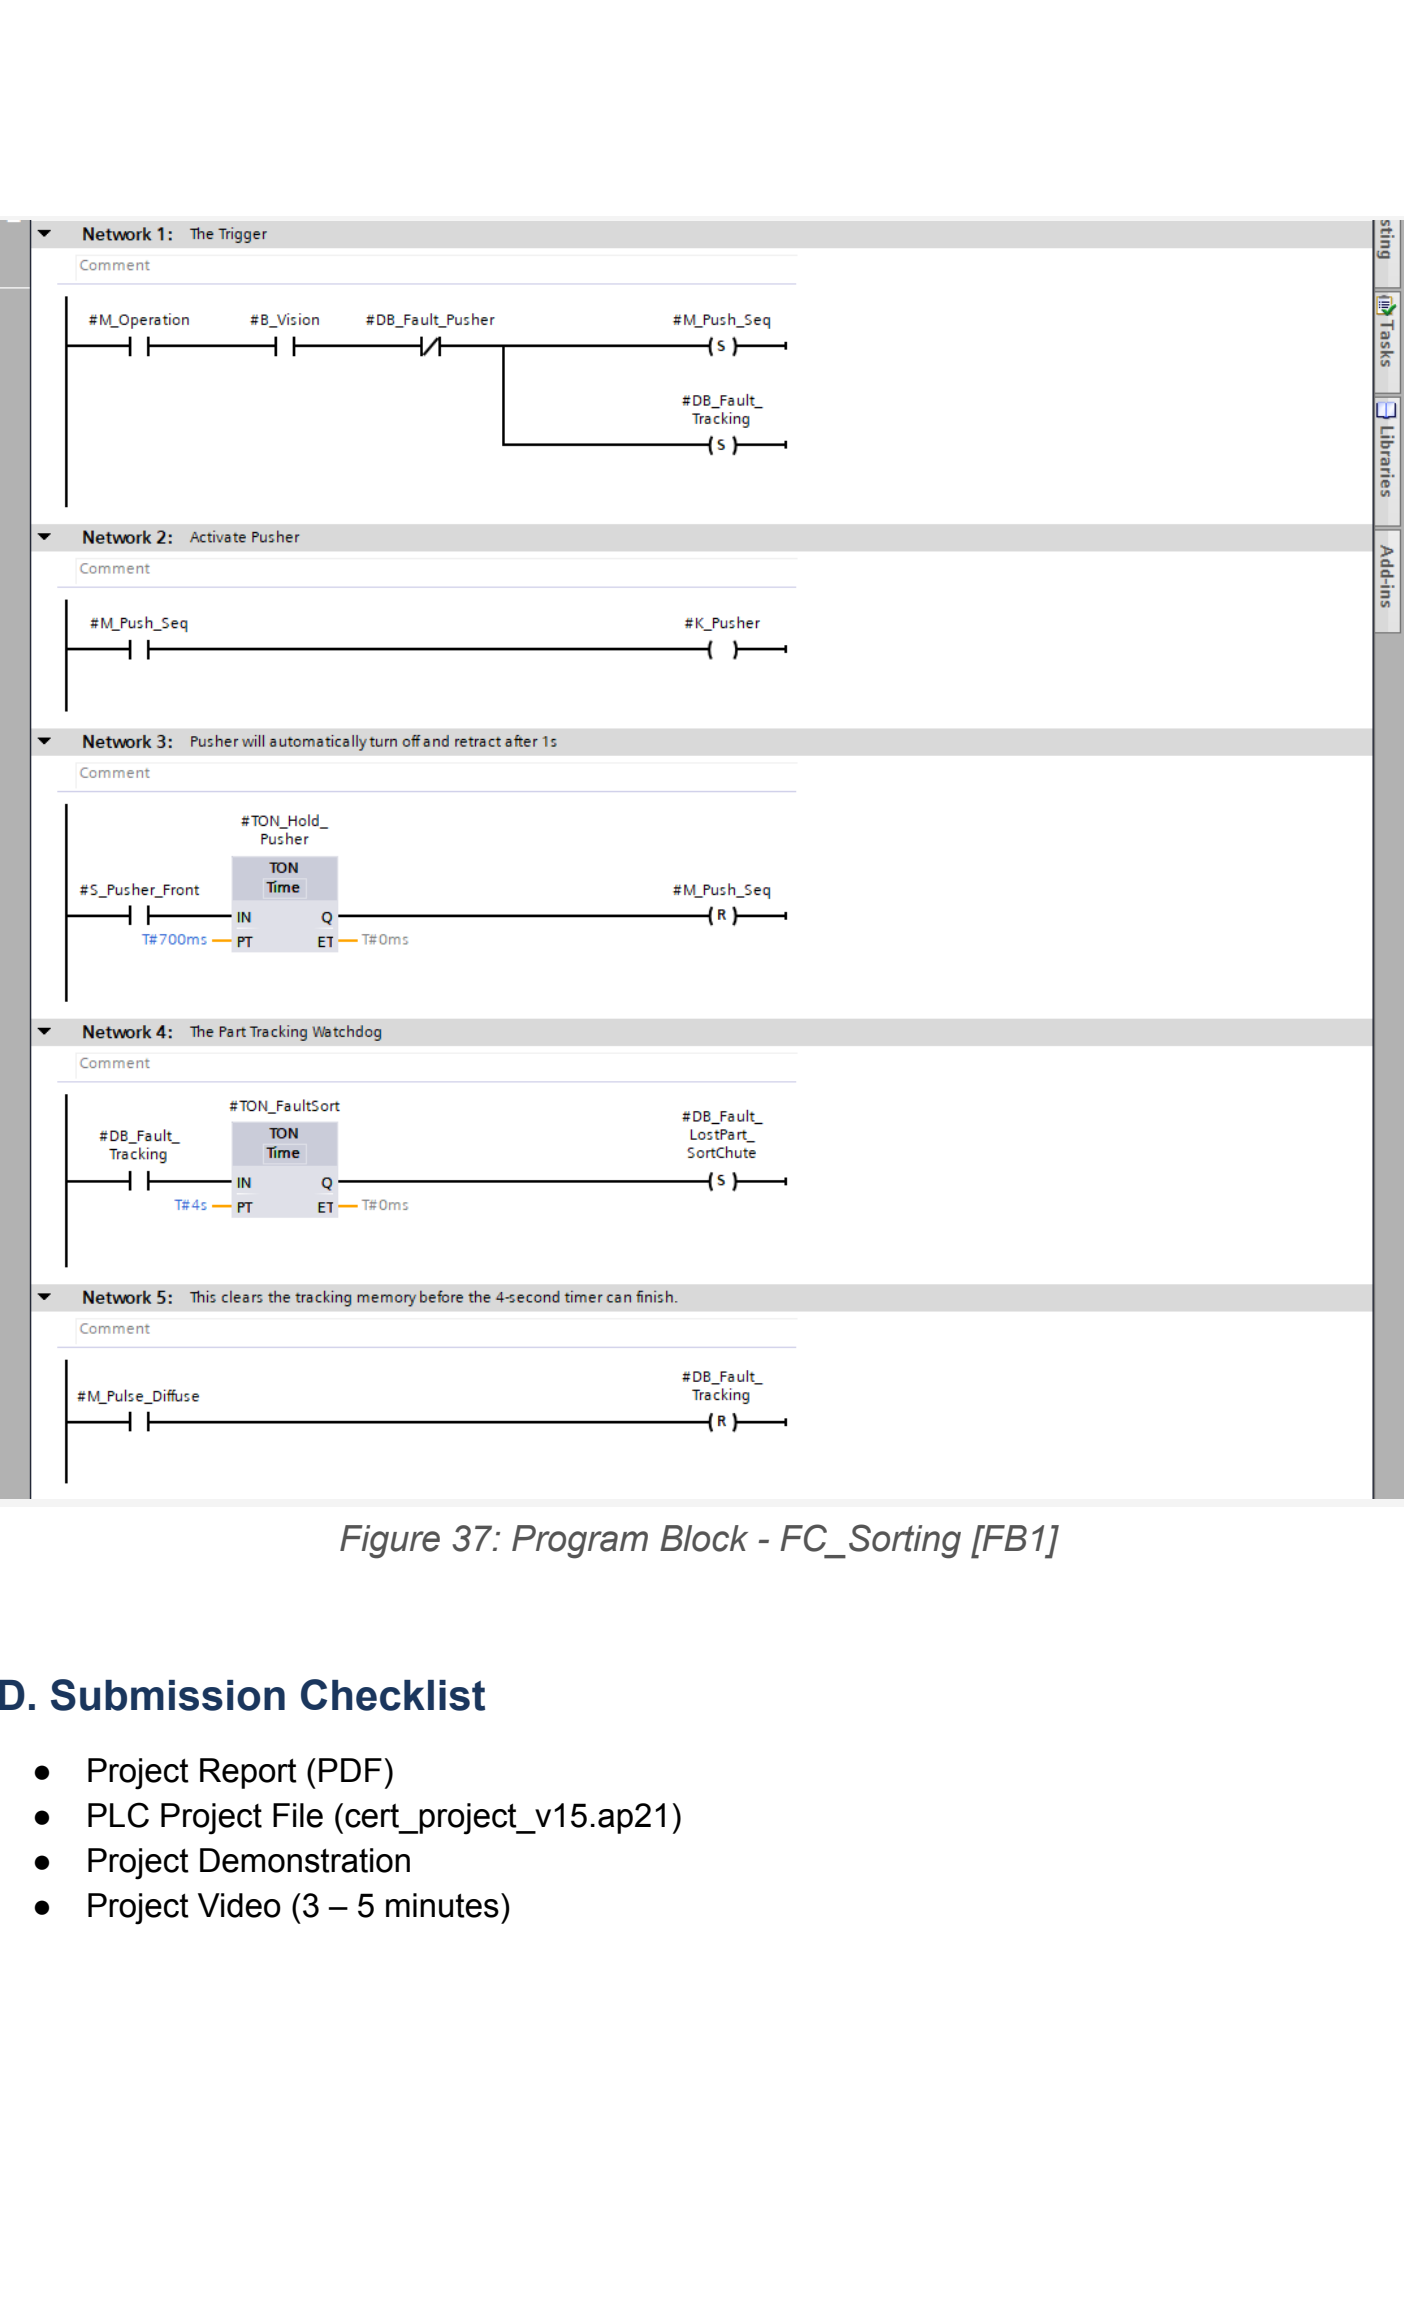 Network 1: The Trigger
Comment
#M_Operation #B_Vision #DB_Fault_Pusher #M_Push_Seq
S
#DB_Fault_
Tracking
S
Network 2: Activate Pusher
Comment
#M_Push_Seq #K_Pusher
Network 3: Pusher will automatically turn off and retract after 1s
Comment
#TON_Hold_
Pusher
TON
Time
#S_Pusher_Front #M_Push_Seq
IN Q R
T#700ms PT ET T#0ms
Network 4: The Part Tracking Watchdog
Comment
#TON_FaultSort
#DB_Fault_
LostPart_
SortChute
#DB_Fault_
Tracking
TON
Time
IN Q S
T#4s PT ET T#0ms
Network 5: This clears the tracking memory before the 4-second timer can finish.
Comment
#M_Pulse_Diffuse #DB_Fault_
Tracking
R
sting
Tasks
Libraries
Add-ins
Figure 37: Program Block - FC_Sorting [FB1]
D. Submission Checklist
● Project Report (PDF)
● PLC Project File (cert_project_v15.ap21)
● Project Demonstration
● Project Video (3 – 5 minutes)